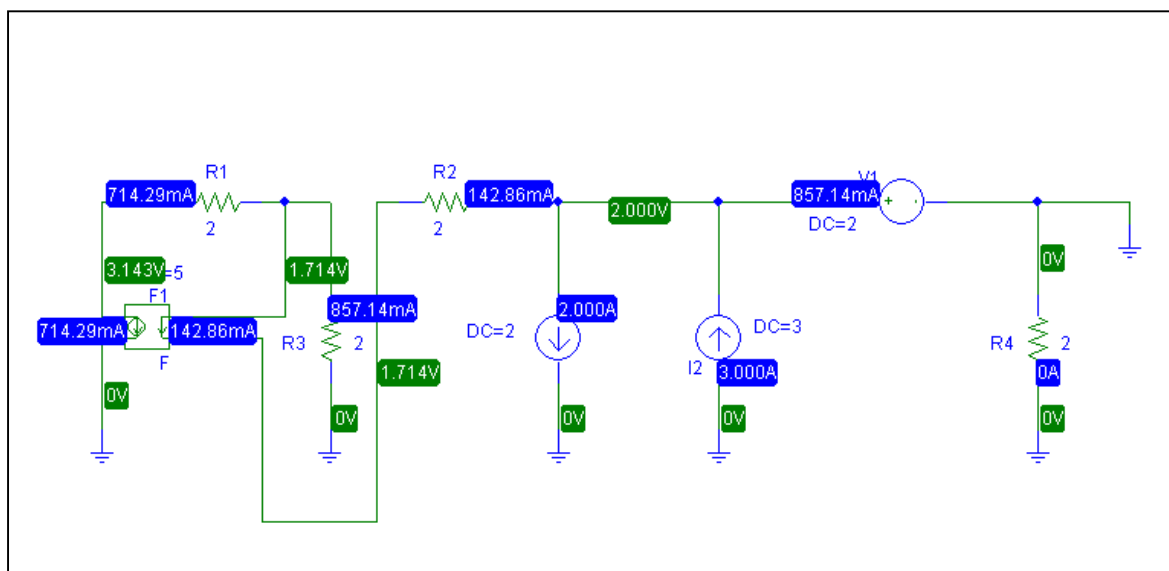 R1
R2
714.29mA
142.86mA
2.000V
857.14mA
V1
+
-
2
2
DC=2
3.143V
=5
1.714V
0V
F1
714.29mA
142.86mA
857.14mA
2.000A
DC=3
DC=2
R3
2
R4
2
F
1.714V
I2
3.000A
0A
0V
0V
0V
0V
0V